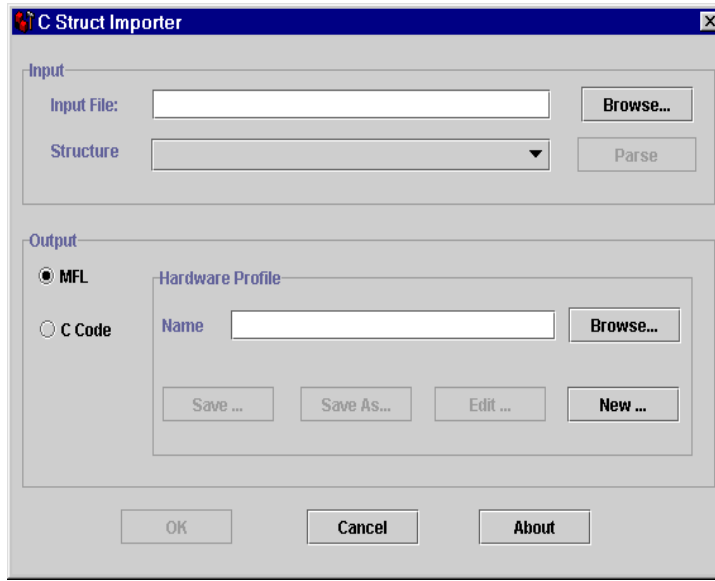 C Struct Importer
Input
Input File:
Browse...
Structure
Parse
Output
MFL
Hardware Profile
C Code
Name
Browse...
Save ...
Save As...
Edit ...
New ...
OK
Cancel
About